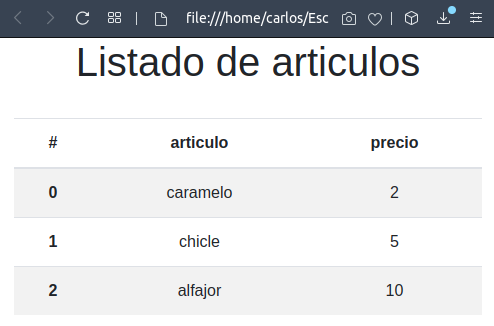 file:///home/carlos/Esc
Listado de articulos
# articulo precio
0 caramelo 2
1 chicle 5
2 alfajor 10